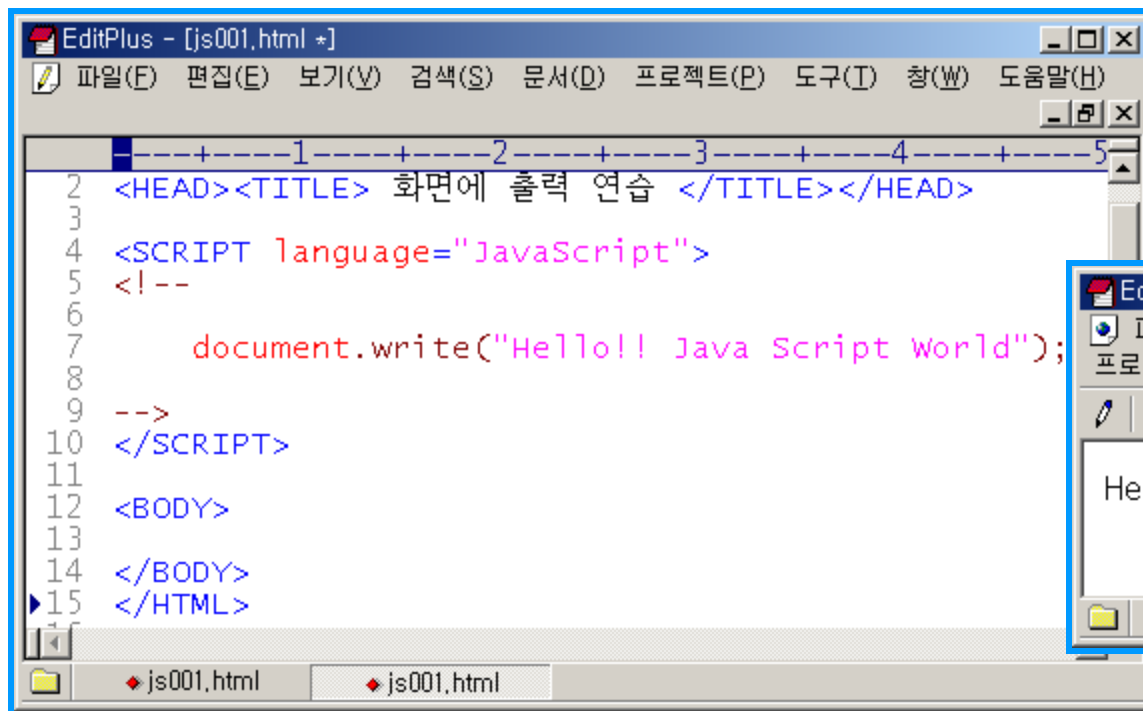 EditPlus - [js001.html *]
파일(F) 편집(E) 보기(V) 검색(S) 문서(D) 프로젝트(P) 도구(T) 창(W) 도움말(H)
----+----1----+----2----+----3----+----4----+----5
2 <HEAD><TITLE> 화면에 출력 연습 </TITLE></HEAD>
3
4 <SCRIPT language="JavaScript">
5 <!--
6
7 document.write("Hello!! Java Script World");
8
9 -->
10 </SCRIPT>
11
12 <BODY>
13
14 </BODY>
15 </HTML>
js001.html js001.html
Ed
프로
He